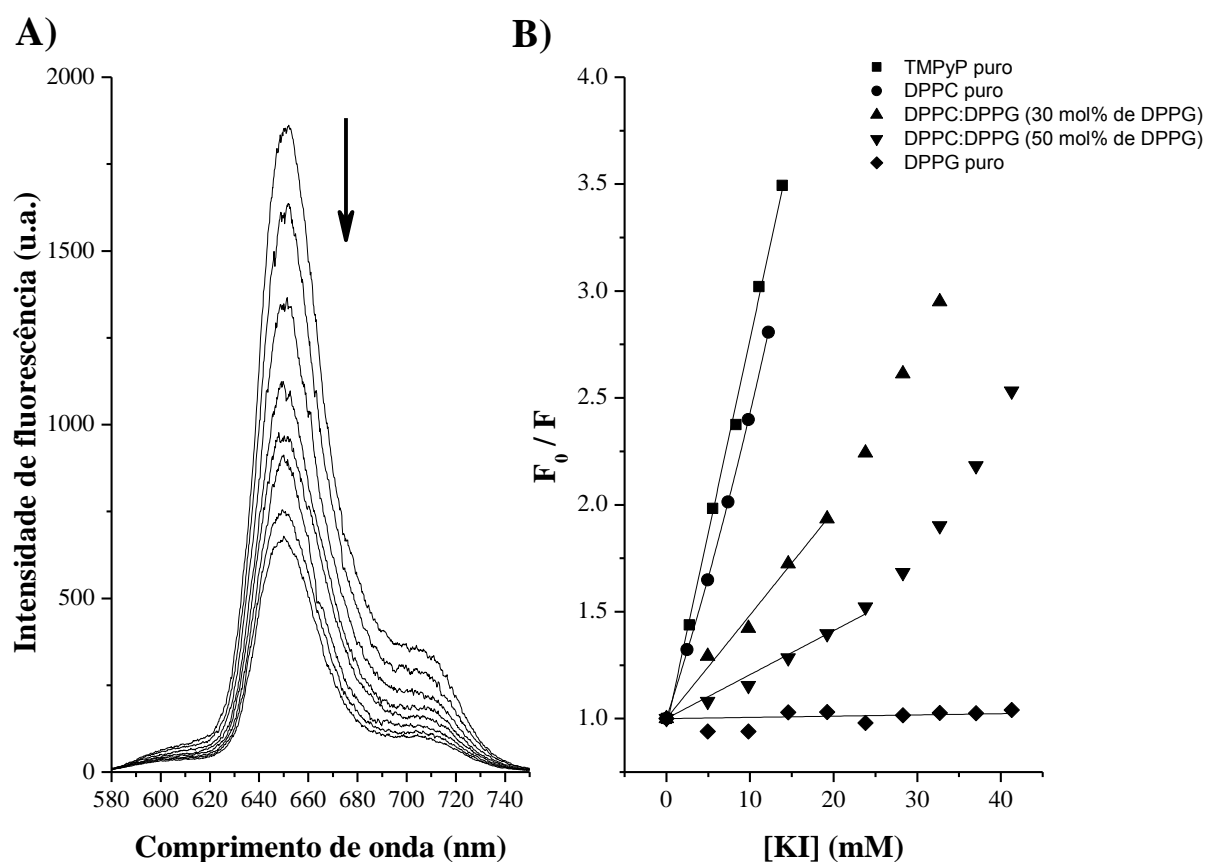 A)
B)
TMPyP puro
DPPC puro
DPPC:DPPG (30 mol% de DPPG)
DPPC:DPPG (50 mol% de DPPG)
DPPG puro
Intensidade de fluorescência (u.a.)
2000
1500
1000
500
0
580 600 620 640 660 680 700 720 740
Comprimento de onda (nm)
F0 / F
4.0
3.5
3.0
2.5
2.0
1.5
1.0
0 10 20 30 40
[KI] (mM)